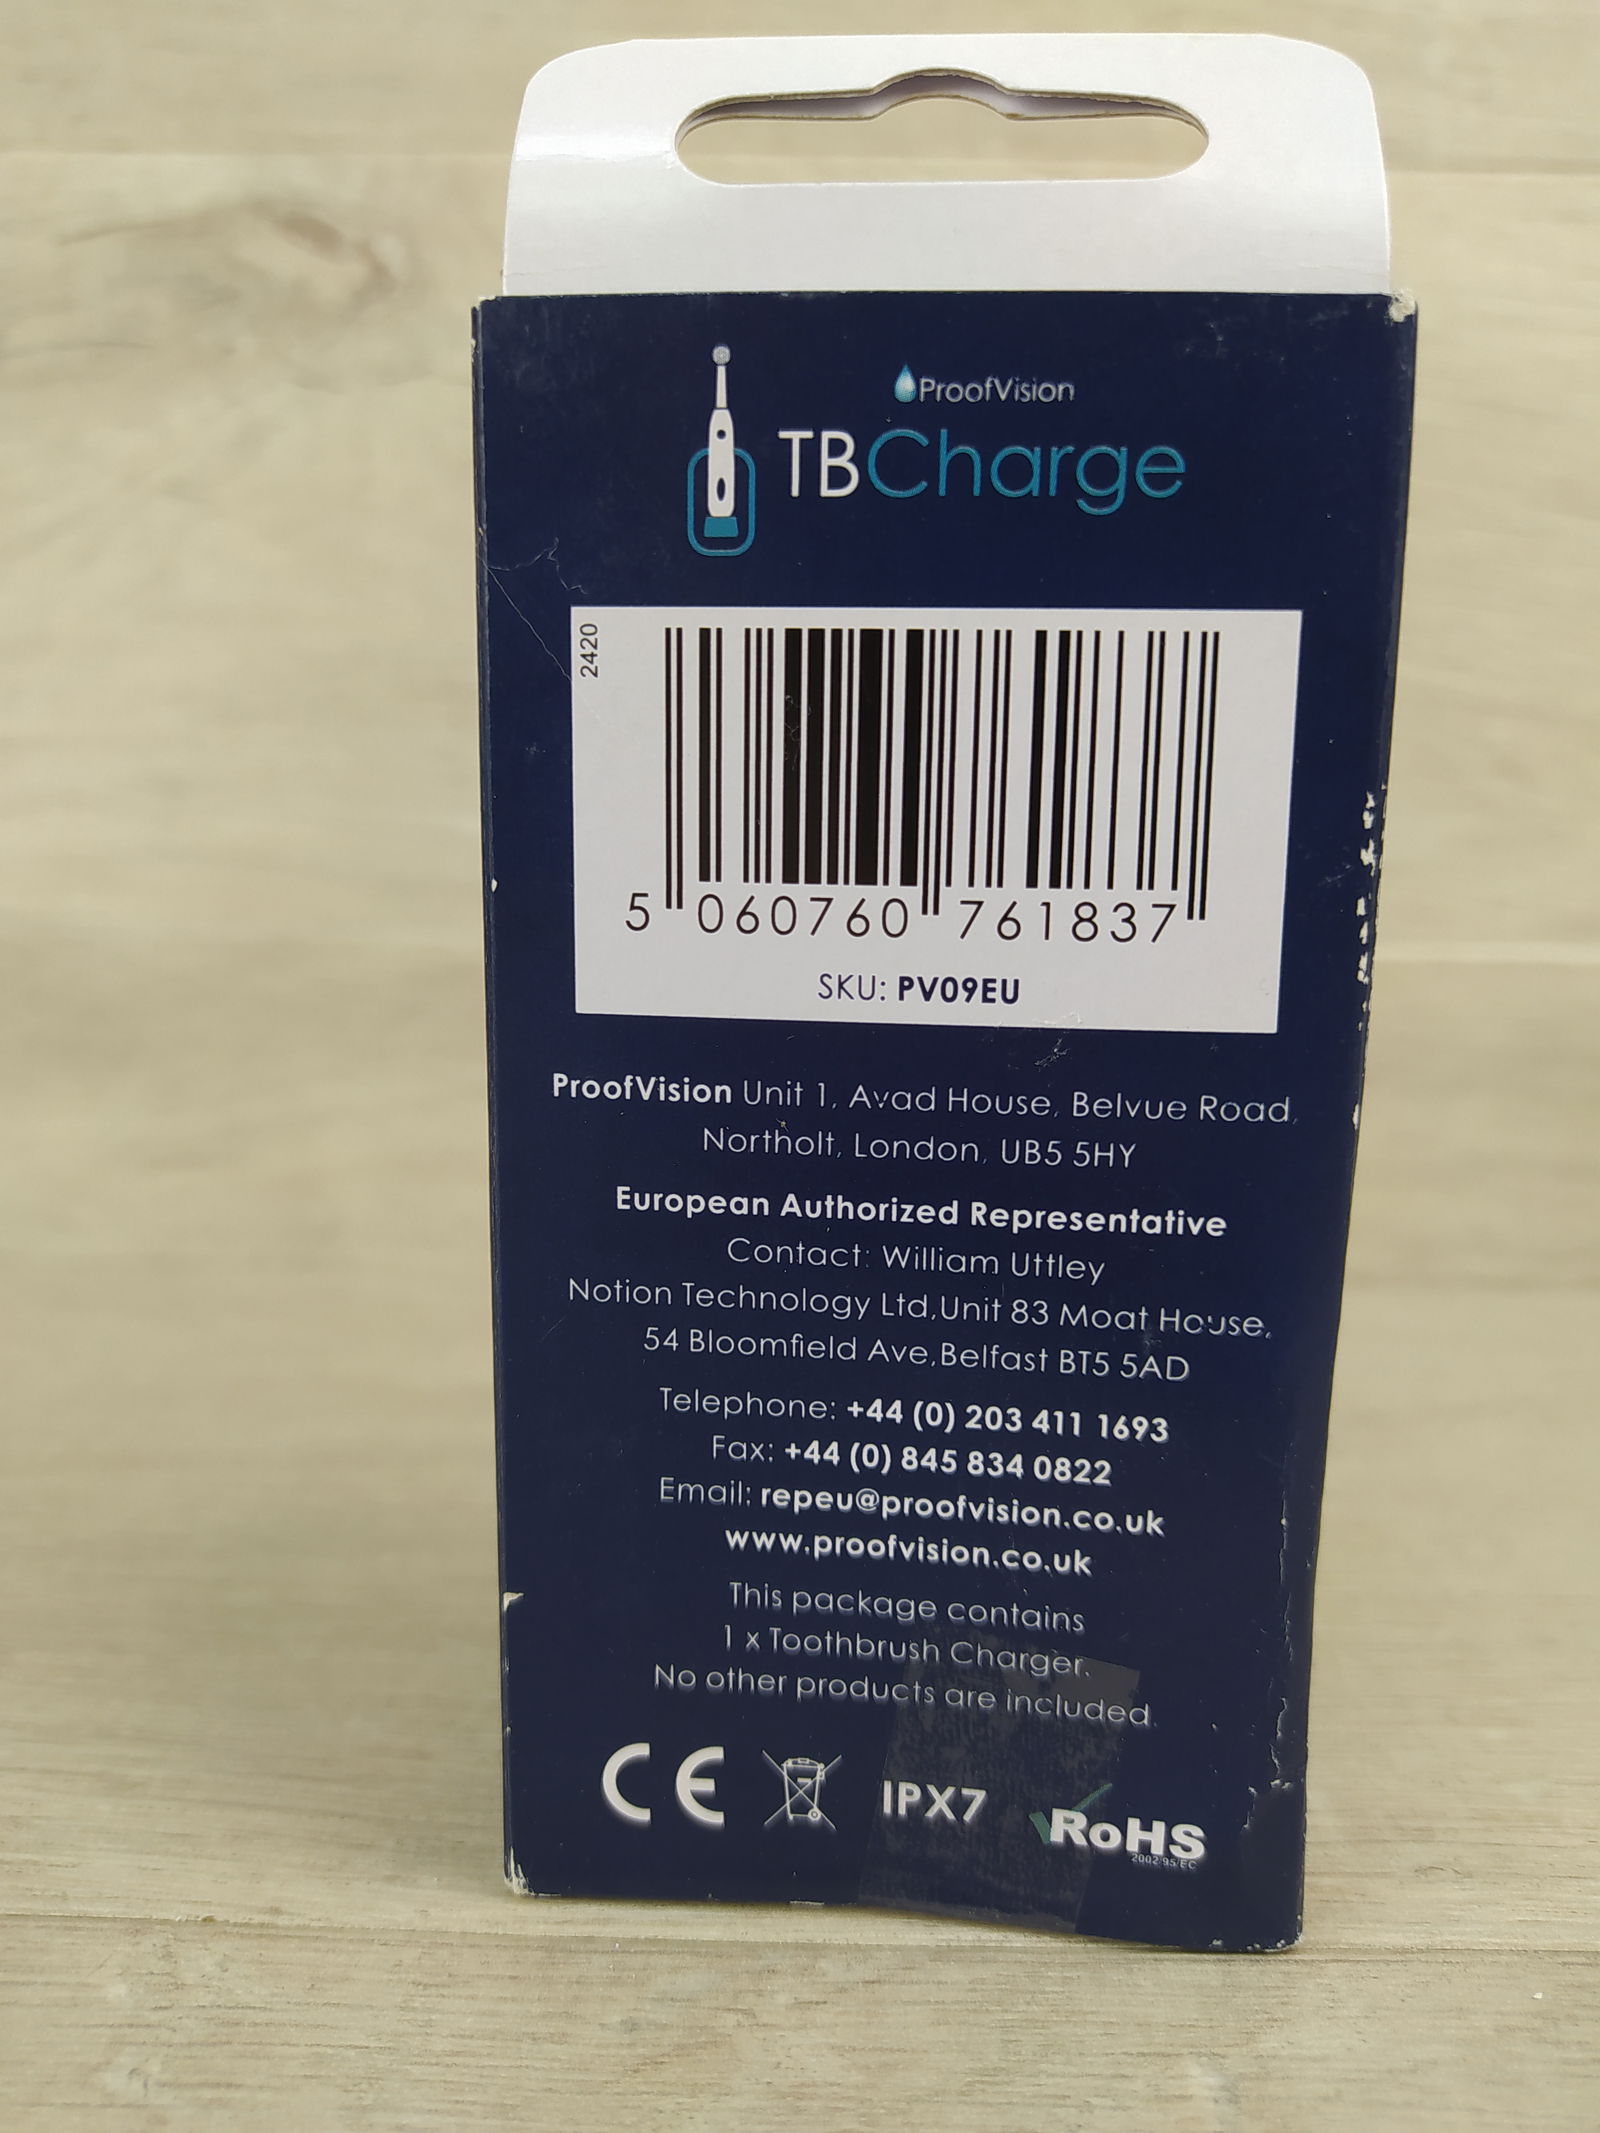 ProofVision
TBCharge
2420
5 060760 761837
SKU: PV09EU
ProofVision Unit 1, Avad House, Belvue Road,
Northolt, London, UB5 5HY
European Authorized Representative
Contact: William Uttley
Notion Technology Ltd,Unit 83 Moat House,
54 Bloomfield Ave,Belfast BT5 5AD
Telephone: +44 (0) 203 411 1693
Fax: +44 (0) 845 834 0822
Email: repeu@proofvision.co.uk
www.proofvision.co.uk
This package contains
1 x Toothbrush Charger.
No other products are included.
CE IPX7 RoHS
2002/95/EC